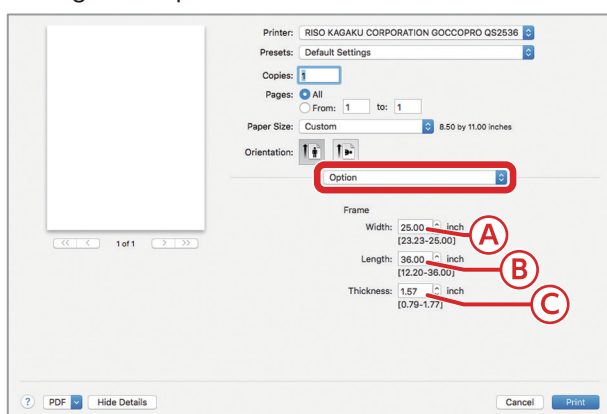 Printer: RISO KAGAKU CORPORATION GOCCOPRO QS2536
Presets: Default Settings
Copies: 1
Pages: All
From: 1 to: 1
Paper Size: Custom 8.50 by 11.00 inches
Orientation:
Option
Frame
Width: 25.00 inch
[23.23-25.00]
A
Length: 36.00 inch
[12.20-36.00]
B
Thickness: 1.57 inch
[0.79-1.77]
C
<< < 1 of 1 > >>
? PDF Hide Details Cancel Print